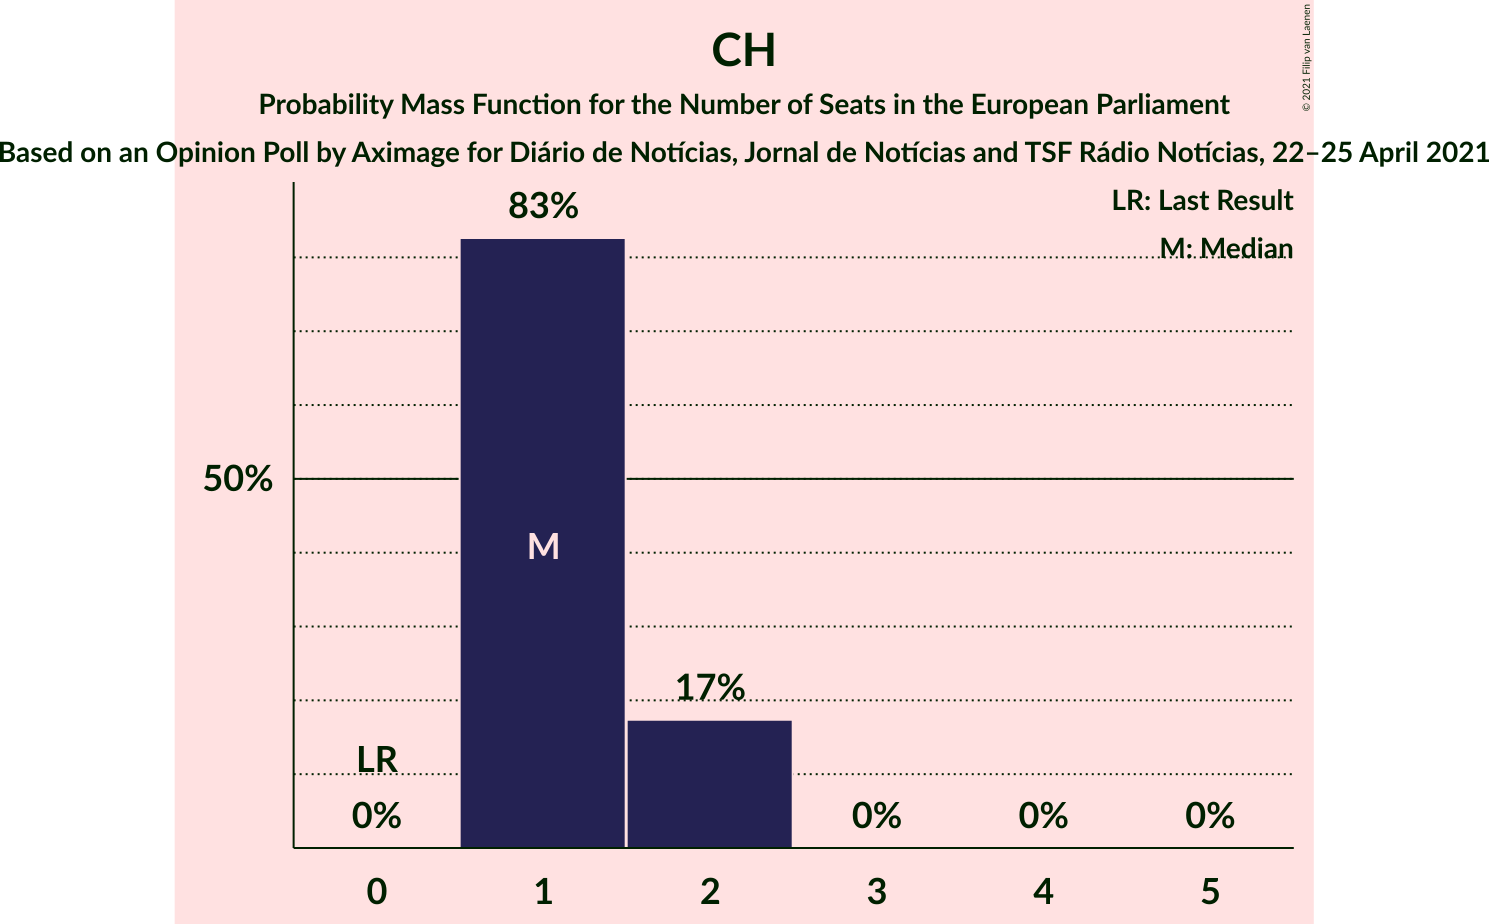 CH
Probability Mass Function for the Number of Seats in the European Parliament
Based on an Opinion Poll by Aximage for Diário de Notícias, Jornal de Notícias and TSF Rádio Notícias, 22–25 April 2021
© 2021 Filip van Laenen
LR: Last Result
M: Median
83%
50%
M
17%
LR
0%
0%
0%
0%
0
1
2
3
4
5